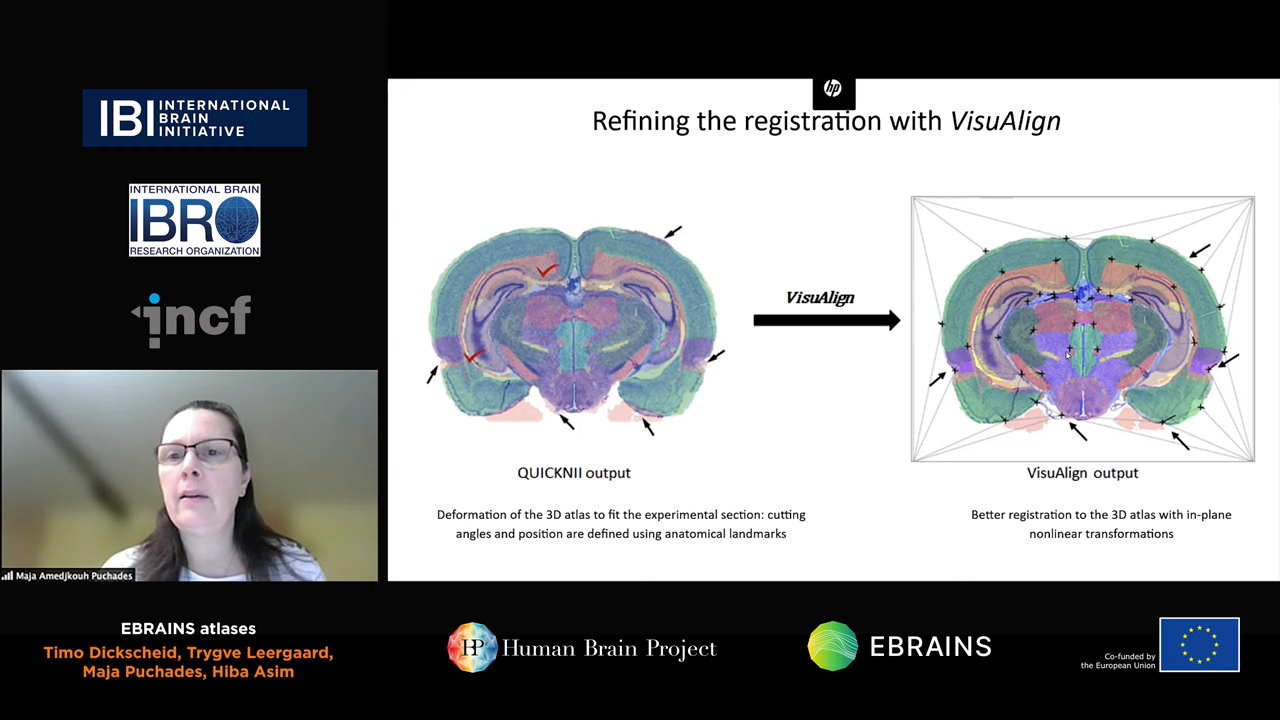 IBI INTERNATIONAL
BRAIN
INITIATIVE
INTERNATIONAL BRAIN
IBRO
RESEARCH ORGANIZATION
incf
Maja Amedjkouh Puchades
EBRAINS atlases
Timo Dickscheid, Trygve Leergaard,
Maja Puchades, Hiba Asim
hp
Refining the registration with VisuAlign
VisuAlign
QUICKNII output
VisuAlign output
Deformation of the 3D atlas to fit the experimental section: cutting
angles and position are defined using anatomical landmarks
Better registration to the 3D atlas with in-plane
nonlinear transformations
HBP Human Brain Project
EBRAINS
Co-funded by
the European Union